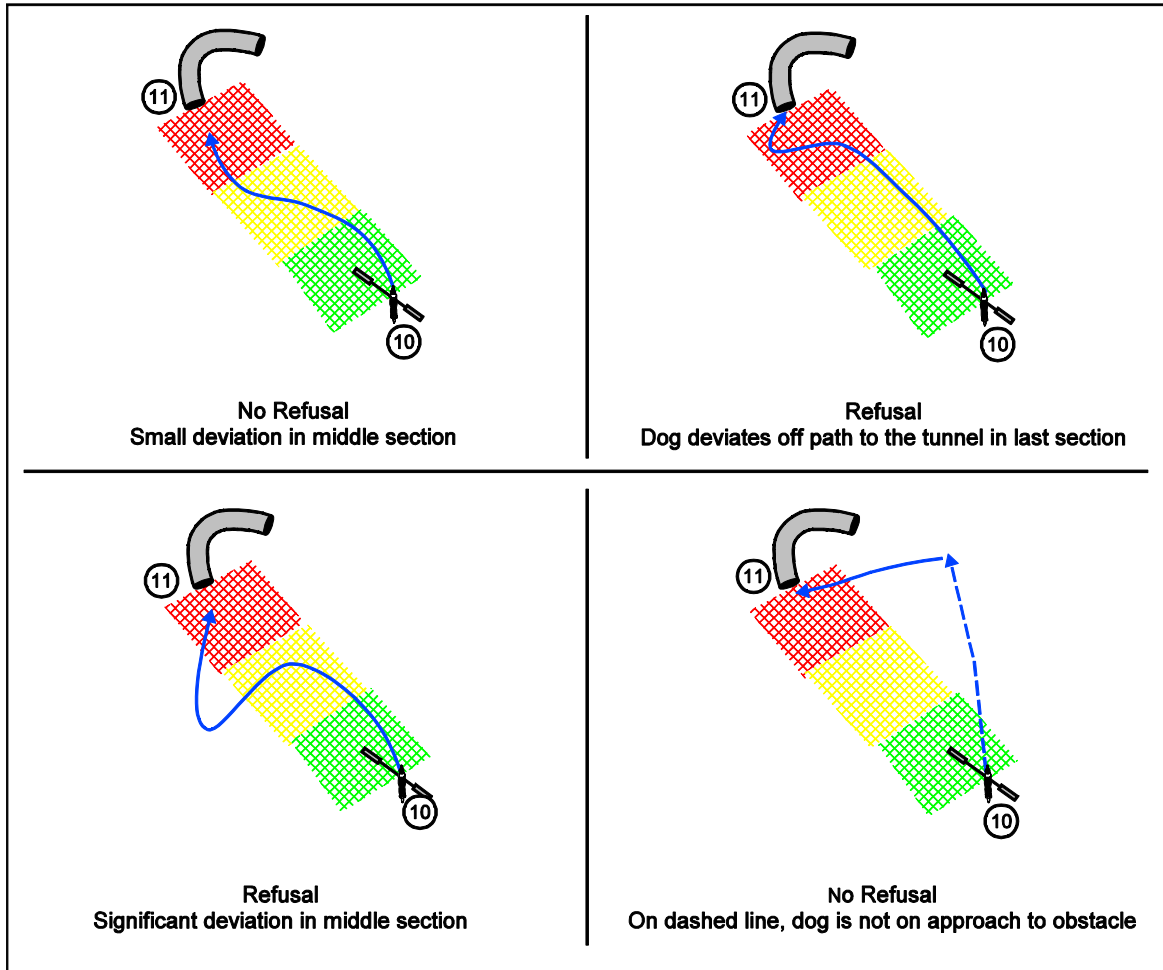 11
10
No Refusal
Small deviation in middle section
11
10
Refusal
Dog deviates off path to the tunnel in last section
11
10
Refusal
Significant deviation in middle section
11
10
No Refusal
On dashed line, dog is not on approach to obstacle